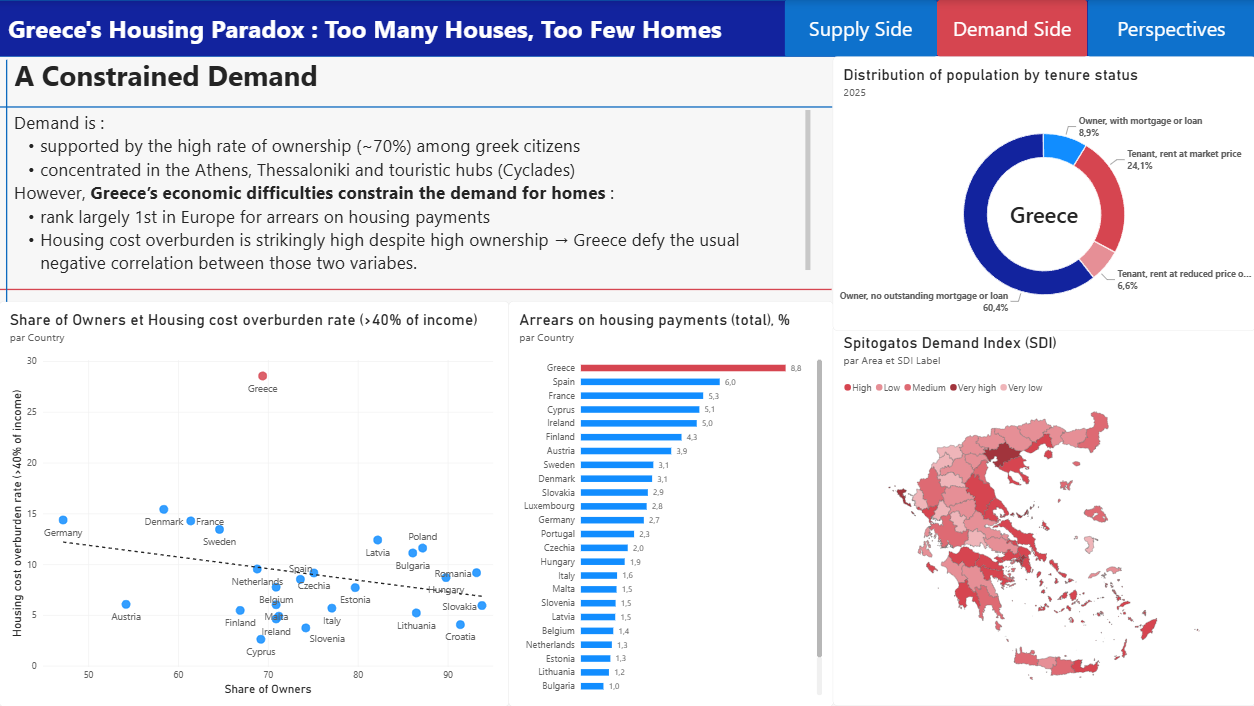 Greece's Housing Paradox : Too Many Houses, Too Few Homes
Supply Side
Demand Side
Perspectives
A Constrained Demand
Demand is :
• supported by the high rate of ownership (~70%) among greek citizens
• concentrated in the Athens, Thessaloniki and touristic hubs (Cyclades)
However, Greece’s economic difficulties constrain the demand for homes :
• rank largely 1st in Europe for arrears on housing payments
• Housing cost overburden is strikingly high despite high ownership → Greece defy the usual
negative correlation between those two variabes.
Distribution of population by tenure status
2025
Owner, with mortgage or loan
8,9%
Tenant, rent at market price
24,1%
Greece
Tenant, rent at reduced price o...
6,6%
Owner, no outstanding mortgage or loan
60,4%
Share of Owners et Housing cost overburden rate (>40% of income)
par Country
Housing cost overburden rate (>40% of income)
30
25
20
15
10
5
0
Greece
Germany
Denmark
France
Sweden
Latvia
Poland
Bulgaria
Netherlands
Spain
Czechia
Romania
Hungary
Belgium
Estonia
Austria
Finland
Malta
Ireland
Italy
Slovenia
Slovakia
Lithuania
Croatia
Cyprus
50
60
70
80
90
Share of Owners
Arrears on housing payments (total), %
par Country
Greece 8,8
Spain 6,0
France 5,3
Cyprus 5,1
Ireland 5,0
Finland 4,3
Austria 3,9
Sweden 3,1
Denmark 3,1
Slovakia 2,9
Luxembourg 2,8
Germany 2,7
Portugal 2,3
Czechia 2,0
Hungary 1,9
Italy 1,6
Malta 1,5
Slovenia 1,5
Latvia 1,5
Belgium 1,4
Netherlands 1,3
Estonia 1,3
Lithuania 1,2
Bulgaria 1,0
Spitogatos Demand Index (SDI)
par Area et SDI Label
High Low Medium Very high Very low